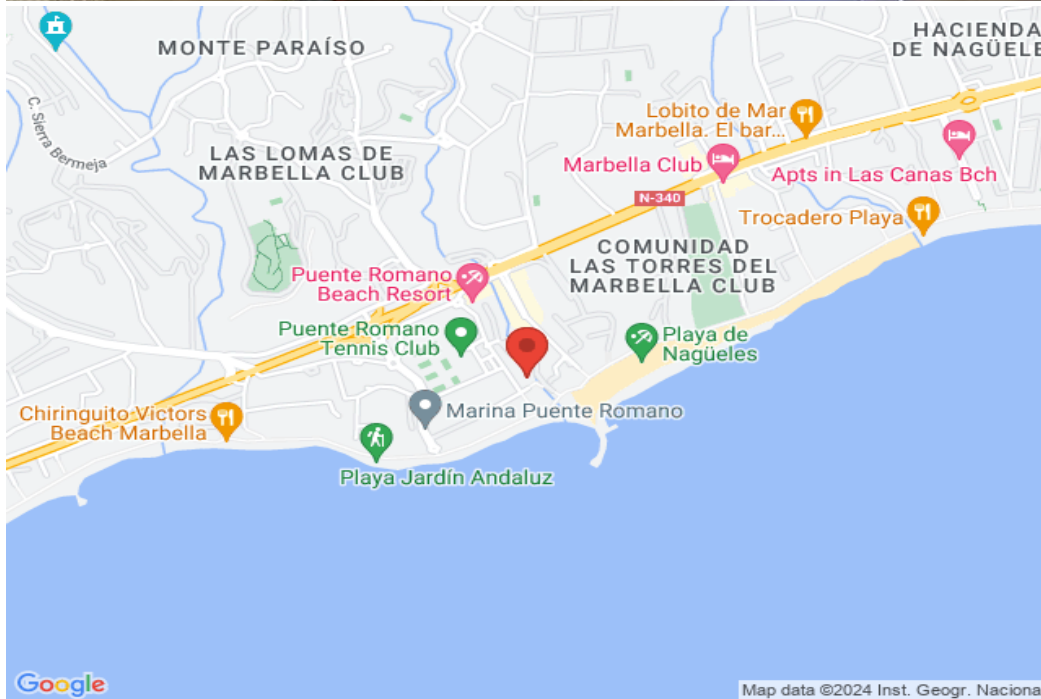 HACIENDA
DE NAGÜELE
MONTE PARAÍSO
C. Sierra Bermeja
Lobito de Mar
Marbella. El bar...
LAS LOMAS DE
MARBELLA CLUB
Marbella Club
Apts in Las Canas Bch
N-340
Trocadero Playa
COMUNIDAD
LAS TORRES DEL
MARBELLA CLUB
Puente Romano
Beach Resort
Puente Romano
Tennis Club
Playa de
Nagüeles
Chiringuito Victors
Beach Marbella
Marina Puente Romano
Playa Jardín Andaluz
Google
Map data ©2024 Inst. Geogr. Naciona